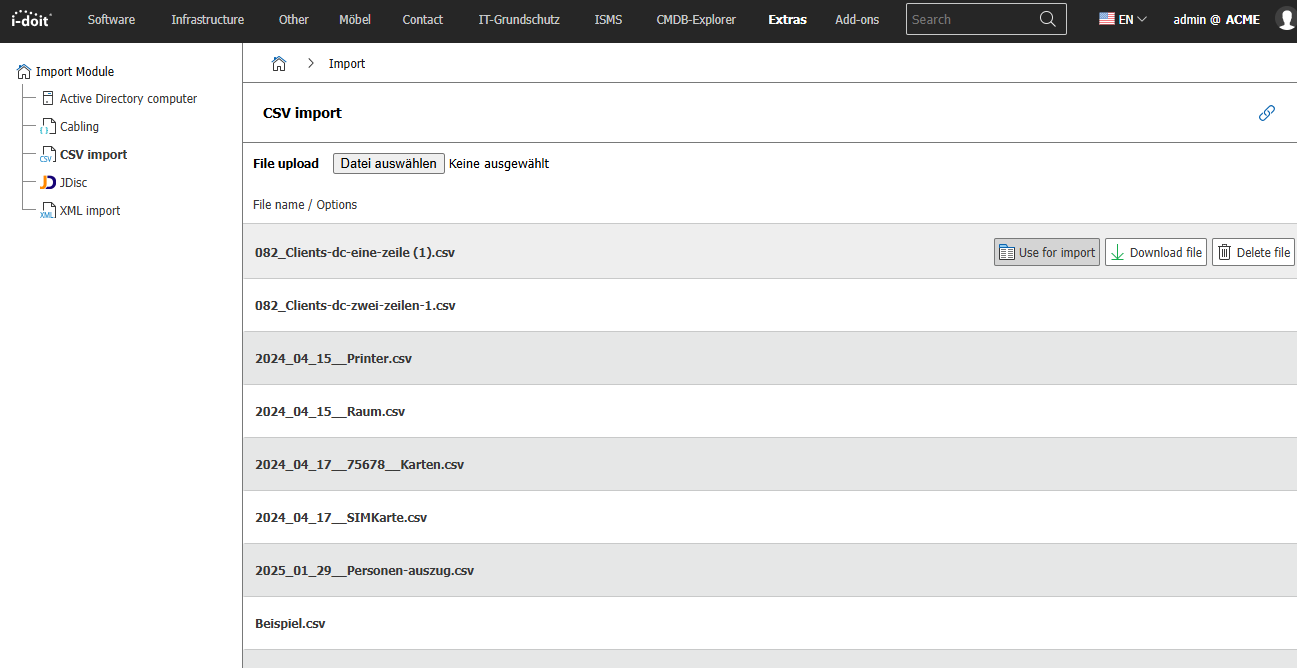 i-doit Software Infrastructure Other Möbel Contact IT-Grundschutz ISMS CMDB-Explorer Extras Add-ons Search EN admin @ ACME
Import Module
Active Directory computer
Cabling
CSV CSV import
JD JDisc
XML XML import
Import
CSV import
File upload Datei auswählen Keine ausgewählt
File name / Options
082_Clients-dc-eine-zeile (1).csv Use for import Download file Delete file
082_Clients-dc-zwei-zeilen-1.csv
2024_04_15__Printer.csv
2024_04_15__Raum.csv
2024_04_17__75678__Karten.csv
2024_04_17__SIMKarte.csv
2025_01_29__Personen-auszug.csv
Beispiel.csv